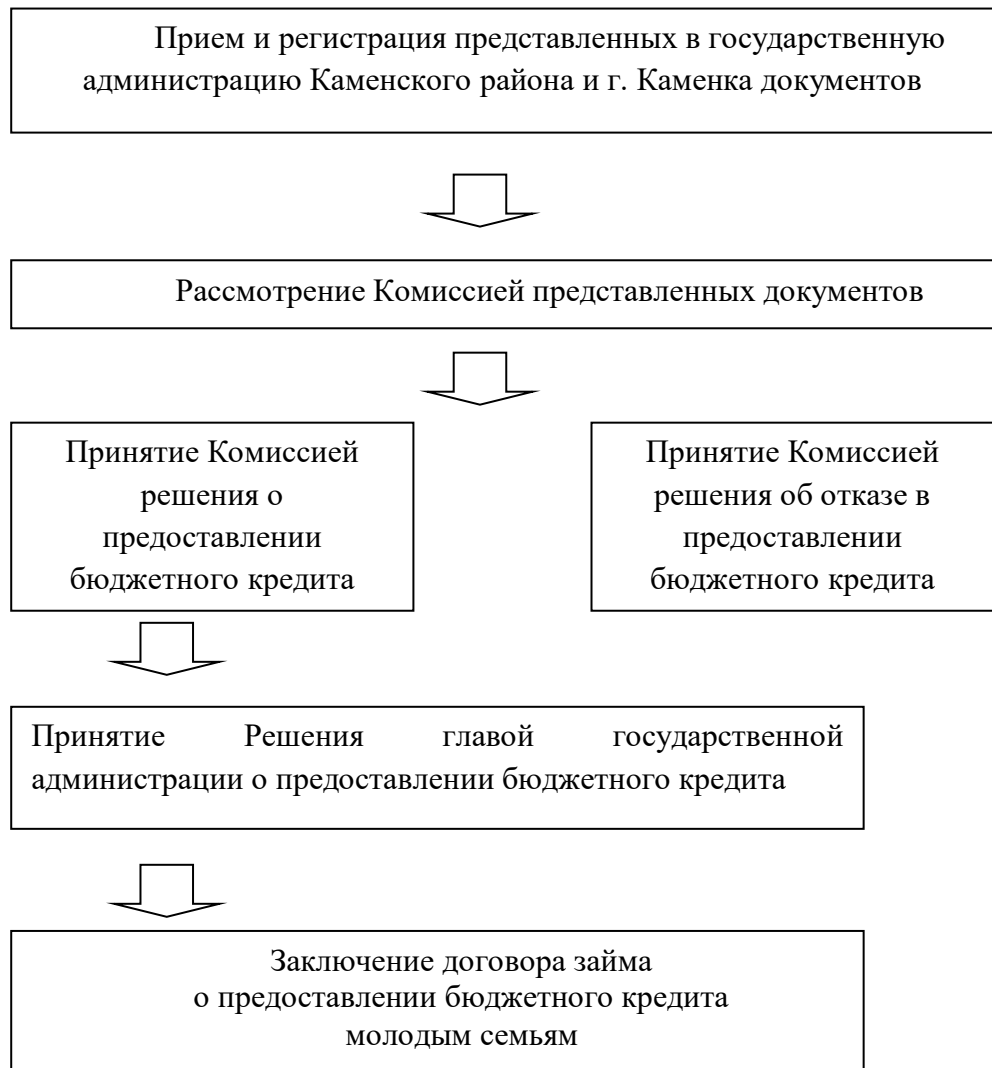 Прием и регистрация представленных в государственную
администрацию Каменского района и г. Каменка документов
Рассмотрение Комиссией представленных документов
Принятие Комиссией
решения о
предоставлении
бюджетного кредита
Принятие Комиссией
решения об отказе в
предоставлении
бюджетного кредита
Принятие Решения главой государственной
администрации о предоставлении бюджетного кредита
Заключение договора займа
о предоставлении бюджетного кредита
молодым семьям